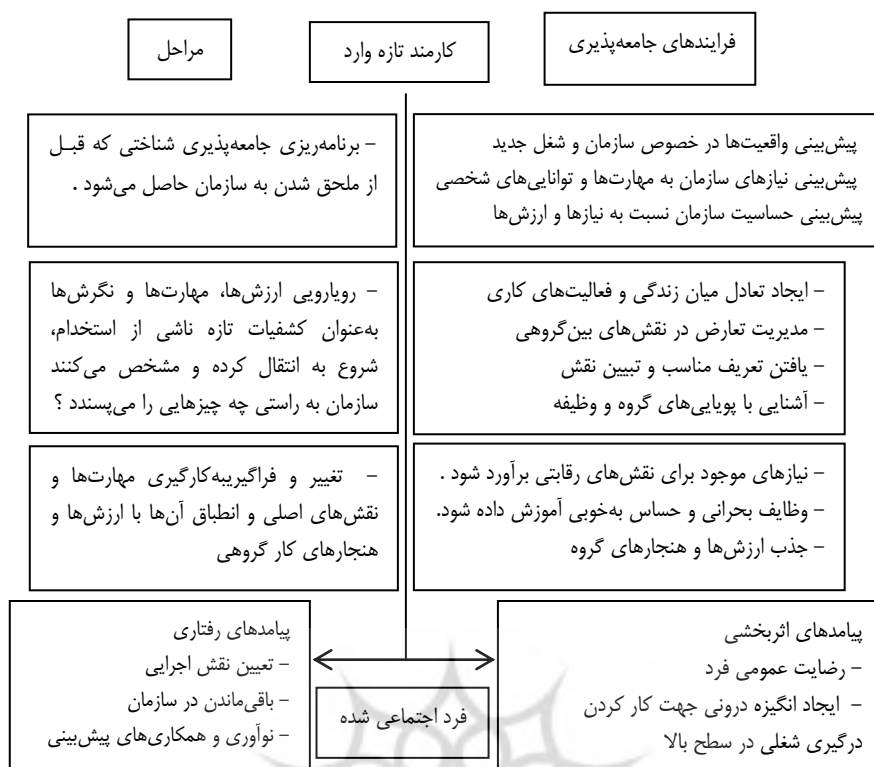 فرایندهای جامعه‌پذیری
کارمند تازه وارد
مراحل
پیش‌بینی واقعیت‌ها در خصوص سازمان و شغل جدید
پیش‌بینی نیازهای سازمان به مهارت‌ها و توانایی‌های شخصی
پیش‌بینی حساسیت سازمان نسبت به نیازها و ارزش‌ها
– برنامه‌ریزی جامعه‌پذیری شناختی که قبل
از ملحق شدن به سازمان حاصل می‌شود .
– ایجاد تعادل میان زندگی و فعالیت‌های کاری
– مدیریت تعارض در نقش‌های بین‌گروهی
– یافتن تعریف مناسب و تبیین نقش
– آشنایی با پویایی‌های گروه و وظیفه
– رویارویی ارزش‌ها، مهارت‌ها و نگرش‌ها
به‌عنوان کشفیات تازه ناشی از استخدام،
شروع به انتقال کرده و مشخص می‌کنند
سازمان به راستی چه چیزهایی را می‌پسندد ؟
– نیازهای موجود برای نقش‌های رقابتی برآورد شود .
– وظایف بحرانی و حساس به‌خوبی آموزش داده شود.
– جذب ارزش‌ها و هنجارهای گروه
– تغییر و فراگیریبه‌کارگیری مهارت‌ها و
نقش‌های اصلی و انطباق آن‌ها با ارزش‌ها و
هنجارهای کار گروهی
پیامدهای اثربخشی
– رضایت عمومی فرد
– ایجاد انگیزه درونی جهت کار کردن
درگیری شغلی در سطح بالا
فرد اجتماعی شده
پیامدهای رفتاری
– تعیین نقش اجرایی
– باقی‌ماندن در سازمان
– نوآوری و همکاری‌های پیش‌بینی